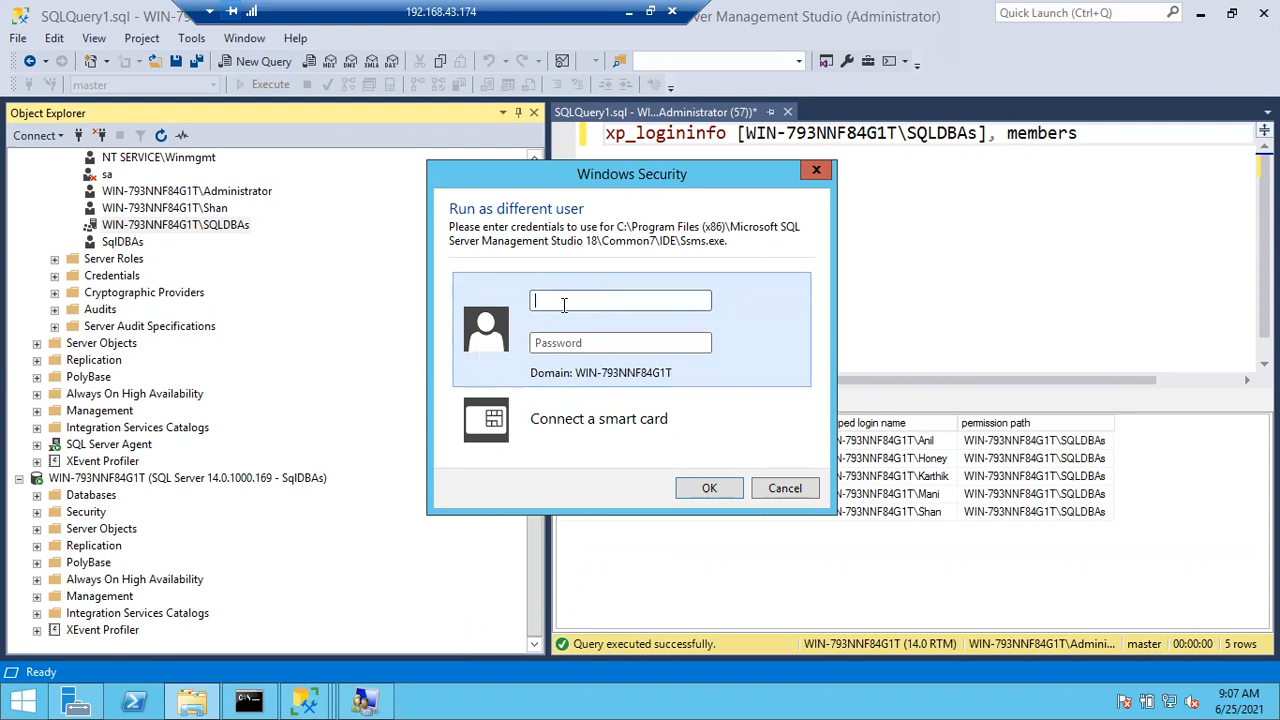 SQLQuery1.sql - WIN-
192.168.43.174
Server Management Studio (Administrator)
Quick Launch (Ctrl+Q)
File Edit View Project Tools Window Help
New Query
MDX DMX XMLA DAX
master
Execute
Object Explorer
Connect
NT SERVICE\Winmgmt
sa
WIN-793NNF84G1T\Administrator
WIN-793NNF84G1T\Shan
WIN-793NNF84G1T\SQLDBAs
SqlDBAs
Server Roles
Credentials
Cryptographic Providers
Audits
Server Audit Specifications
Server Objects
Replication
PolyBase
Always On High Availability
Management
Integration Services Catalogs
SQL Server Agent
XEvent Profiler
WIN-793NNF84G1T (SQL Server 14.0.1000.169 - SqlDBAs)
Databases
Security
Server Objects
Replication
PolyBase
Always On High Availability
Management
Integration Services Catalogs
XEvent Profiler
SQLQuery1.sql - WI...Administrator (57))*
xp_logininfo [WIN-793NNF84G1T\SQLDBAs], members
Windows Security
Run as different user
Please enter credentials to use for C:\Program Files (x86)\Microsoft SQL
Server Management Studio 18\Common7\IDE\Ssms.exe.
Password
Domain: WIN-793NNF84G1T
Connect a smart card
OK
Cancel
ped login name permission path
N-793NNF84G1T\Anil WIN-793NNF84G1T\SQLDBAs
N-793NNF84G1T\Honey WIN-793NNF84G1T\SQLDBAs
N-793NNF84G1T\Karthik WIN-793NNF84G1T\SQLDBAs
N-793NNF84G1T\Mani WIN-793NNF84G1T\SQLDBAs
N-793NNF84G1T\Shan WIN-793NNF84G1T\SQLDBAs
Query executed successfully.
WIN-793NNF84G1T (14.0 RTM)
WIN-793NNF84G1T\Admini...
master
00:00:00
5 rows
Ready
9:07 AM
6/25/2021